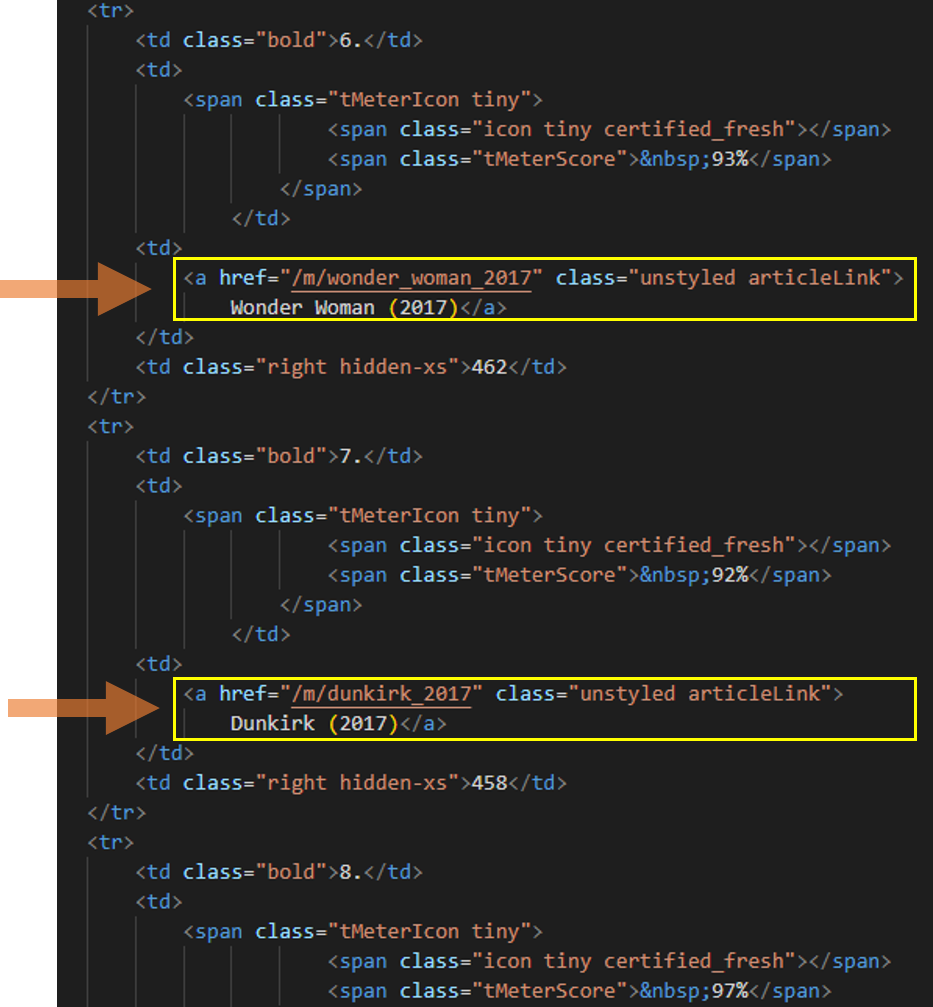 <tr>
<td class="bold">6.</td>
<td>
<span class="tMeterIcon tiny">
<span class="icon tiny certified_fresh"></span>
<span class="tMeterScore">&nbsp;93%</span>
</span>
</td>
<td>
<a href="/m/wonder_woman_2017" class="unstyled articleLink">
Wonder Woman (2017)</a>
</td>
<td class="right hidden-xs">462</td>
</tr>
<tr>
<td class="bold">7.</td>
<td>
<span class="tMeterIcon tiny">
<span class="icon tiny certified_fresh"></span>
<span class="tMeterScore">&nbsp;92%</span>
</span>
</td>
<td>
<a href="/m/dunkirk_2017" class="unstyled articleLink">
Dunkirk (2017)</a>
</td>
<td class="right hidden-xs">458</td>
</tr>
<tr>
<td class="bold">8.</td>
<td>
<span class="tMeterIcon tiny">
<span class="icon tiny certified_fresh"></span>
<span class="tMeterScore">&nbsp;97%</span>